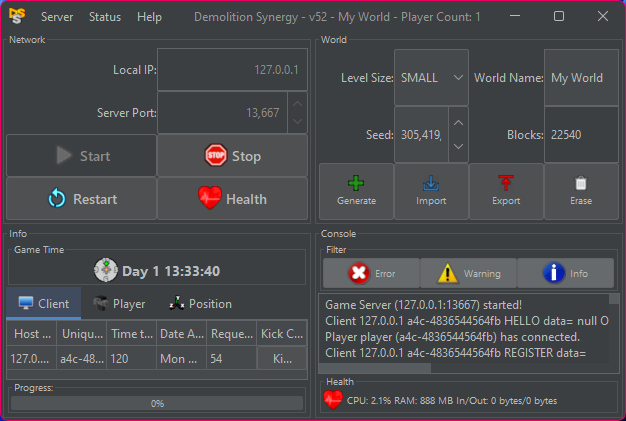 Server Status Help Demolition Synergy - v52 - My World - Player Count: 1
Network
Local IP: 127.0.0.1
Server Port: 13,667
Start Stop
Restart Health
World
Level Size: SMALL World Name: My World
Seed: 305,419, Blocks: 22540
Generate Import Export Erase
Info
Game Time
Day 1 13:33:40
Client Player Position
Host ... Uniqu... Time t... Date A... Reque... Kick C...
127.0.... a4c-48... 120 Mon ... 54 Ki...
Progress:
0%
Console
Filter
Error Warning Info
Game Server (127.0.0.1:13667) started!
Client 127.0.0.1 a4c-4836544564fb HELLO data= null O
Player player (a4c-4836544564fb) has connected.
Client 127.0.0.1 a4c-4836544564fb REGISTER data=
Health
CPU: 2.1% RAM: 888 MB In/Out: 0 bytes/0 bytes